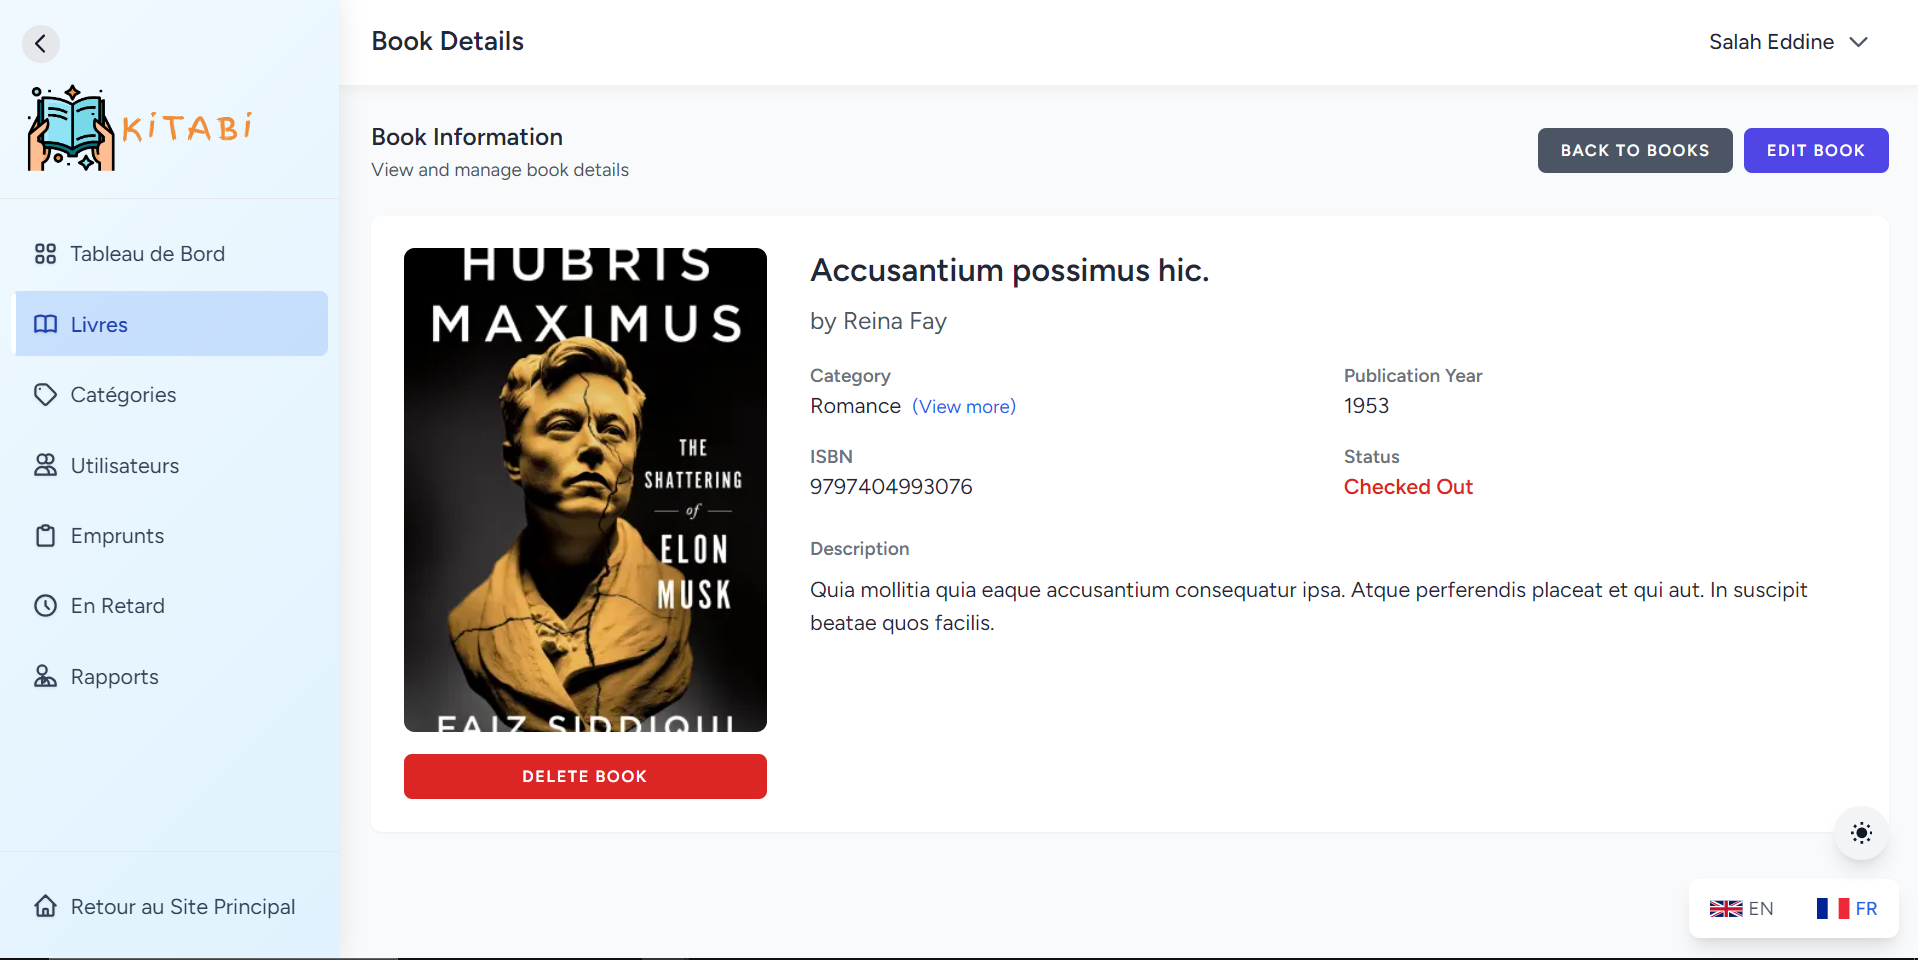 KiTABi
Tableau de Bord
Livres
Catégories
Utilisateurs
Emprunts
En Retard
Rapports
Retour au Site Principal
Book Details
Salah Eddine
Book Information
View and manage book details
BACK TO BOOKS
EDIT BOOK
HUBRIS
MAXIMUS
THE
SHATTERING
of
ELON
MUSK
FAIZ SIDDIQUI
DELETE BOOK
Accusantium possimus hic.
by Reina Fay
Category
Romance (View more)
Publication Year
1953
ISBN
9797404993076
Status
Checked Out
Description
Quia mollitia quia eaque accusantium consequatur ipsa. Atque perferendis placeat et qui aut. In suscipit
beatae quos facilis.
EN
FR